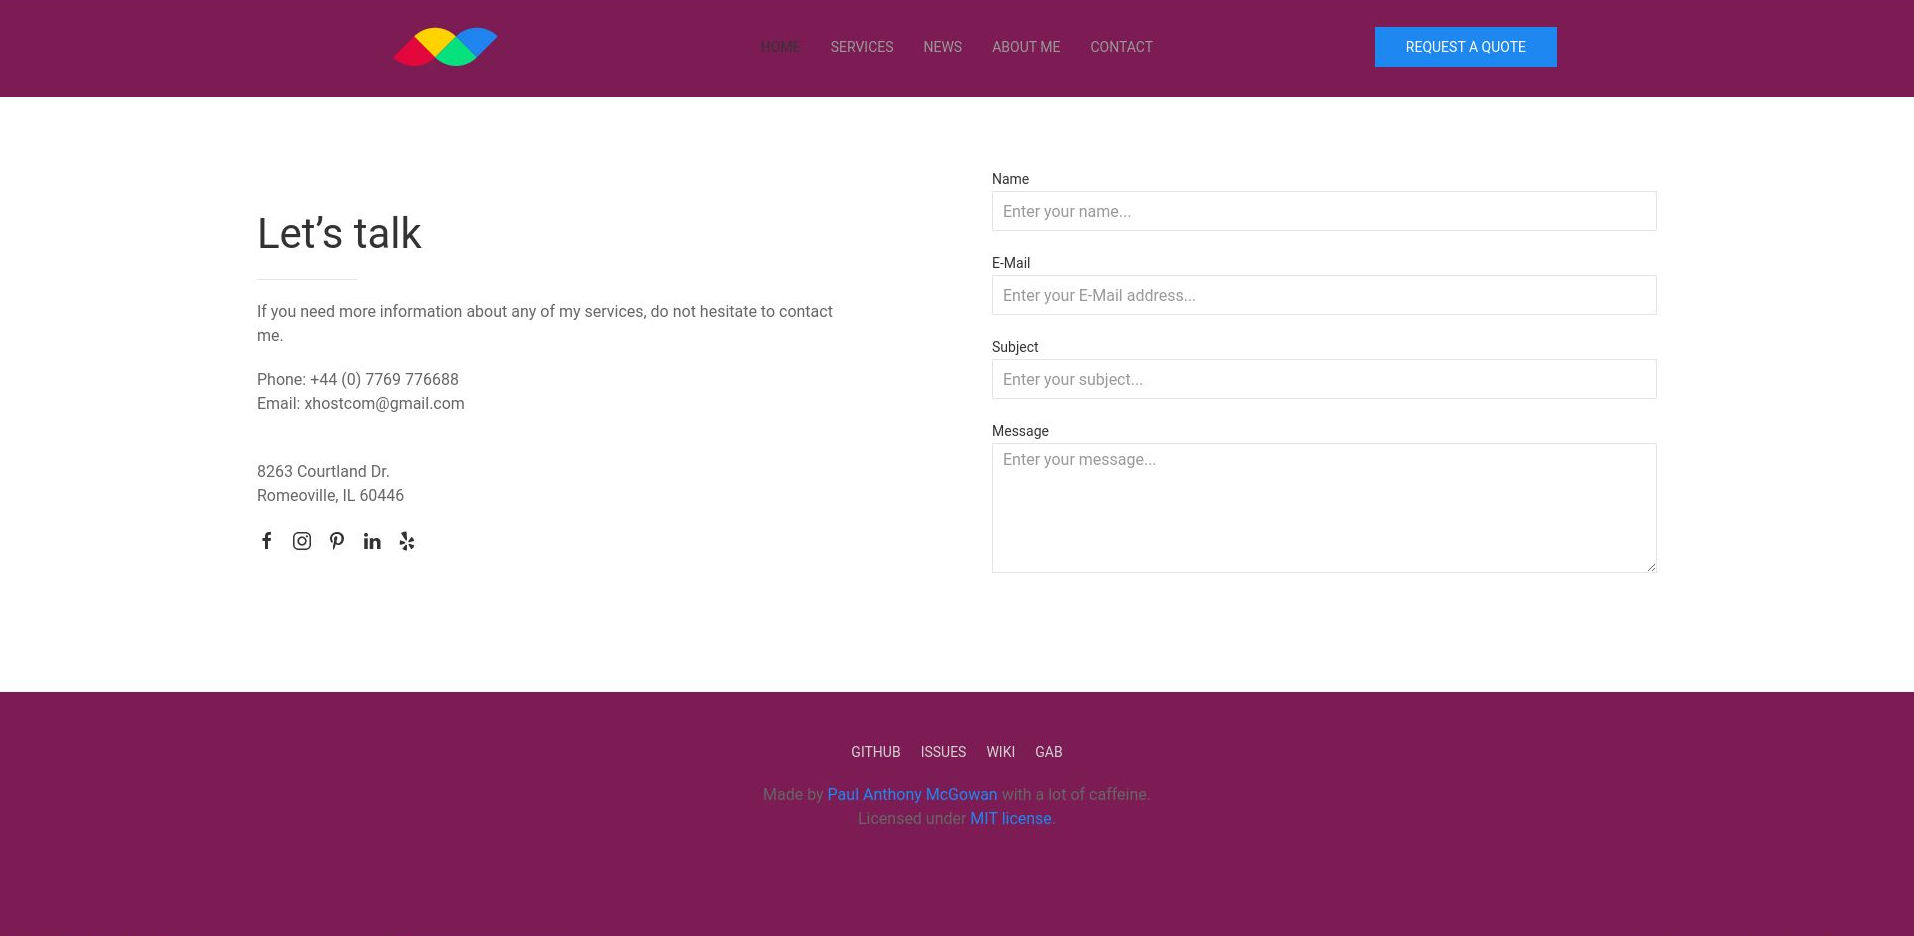 HOME SERVICES NEWS ABOUT ME CONTACT REQUEST A QUOTE
Let’s talk
If you need more information about any of my services, do not hesitate to contact
me.
Phone: +44 (0) 7769 776688
Email: xhostcom@gmail.com
8263 Courtland Dr.
Romeoville, IL 60446
Name
Enter your name...
E-Mail
Enter your E-Mail address...
Subject
Enter your subject...
Message
Enter your message...
GITHUB ISSUES WIKI GAB
Made by Paul Anthony McGowan with a lot of caffeine.
Licensed under MIT license.